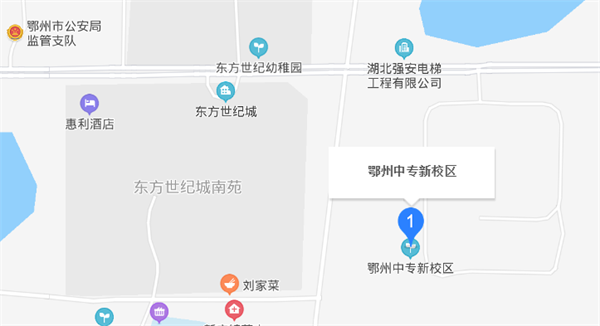 鄂州市公安局
监管支队
东方世纪幼稚园
湖北强安电梯
工程有限公司
惠利酒店
东方世纪城
鄂州中专新校区
东方世纪城南苑
1
鄂州中专新校区
刘家菜